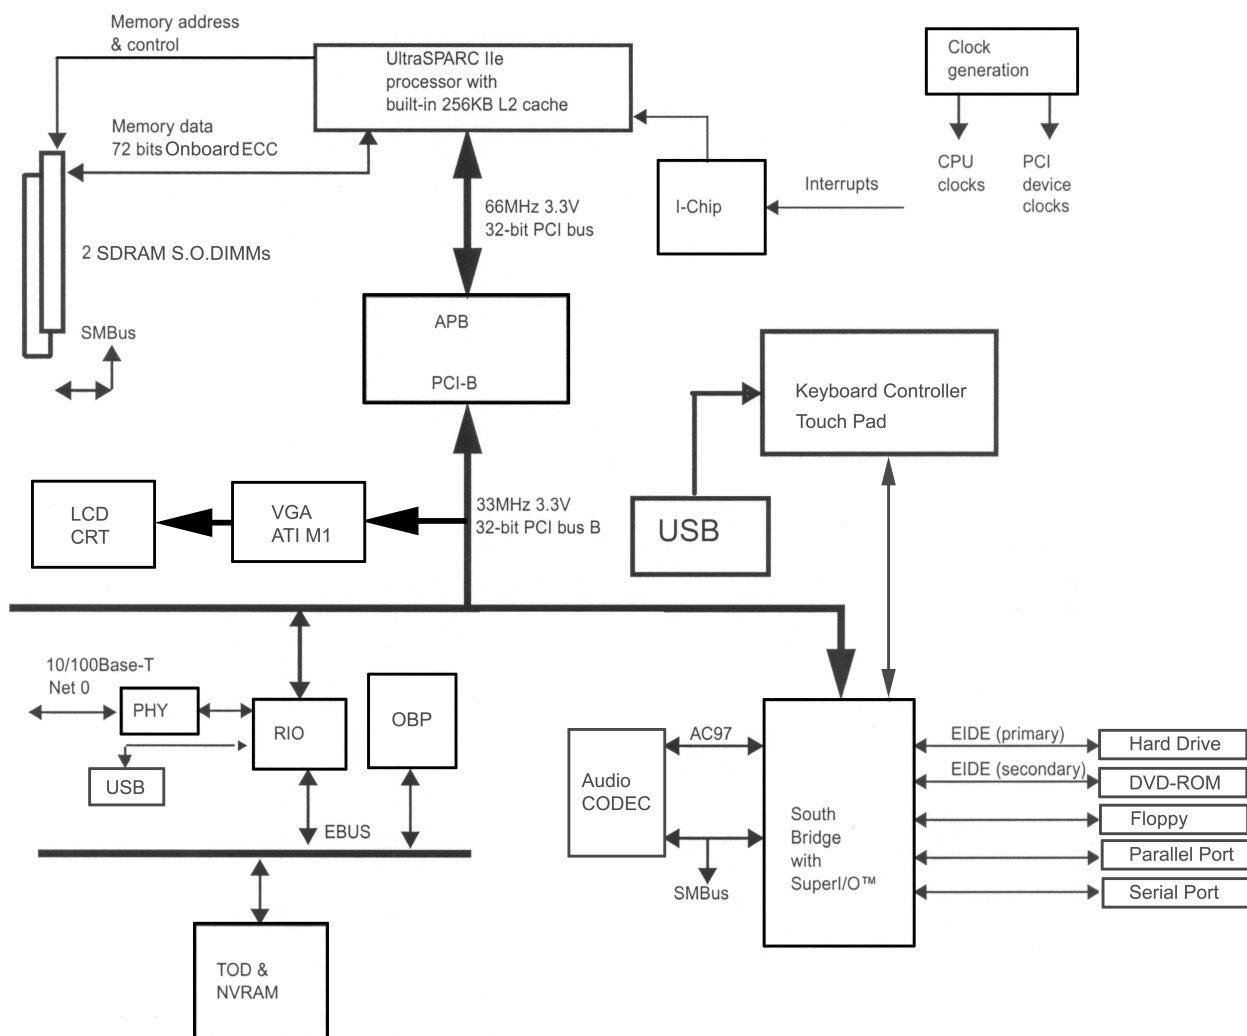 Memory address
& control
UltraSPARC IIe
processor with
built-in 256KB L2 cache
Clock
generation
Memory data
72 bits Onboard ECC
CPU
clocks
PCI
device
clocks
Interrupts
I-Chip
66MHz 3.3V
32-bit PCI bus
2 SDRAM S.O.DIMMs
SMBus
APB
PCI-B
Keyboard Controller
Touch Pad
LCD
CRT
VGA
ATI M1
33MHz 3.3V
32-bit PCI bus B
USB
10/100Base-T
Net 0
PHY
RIO
OBP
USB
EBUS
TOD &
NVRAM
Audio
CODEC
AC97
SMBus
South
Bridge
with
SuperI/O™
EIDE (primary)
Hard Drive
EIDE (secondary)
DVD-ROM
Floppy
Parallel Port
Serial Port